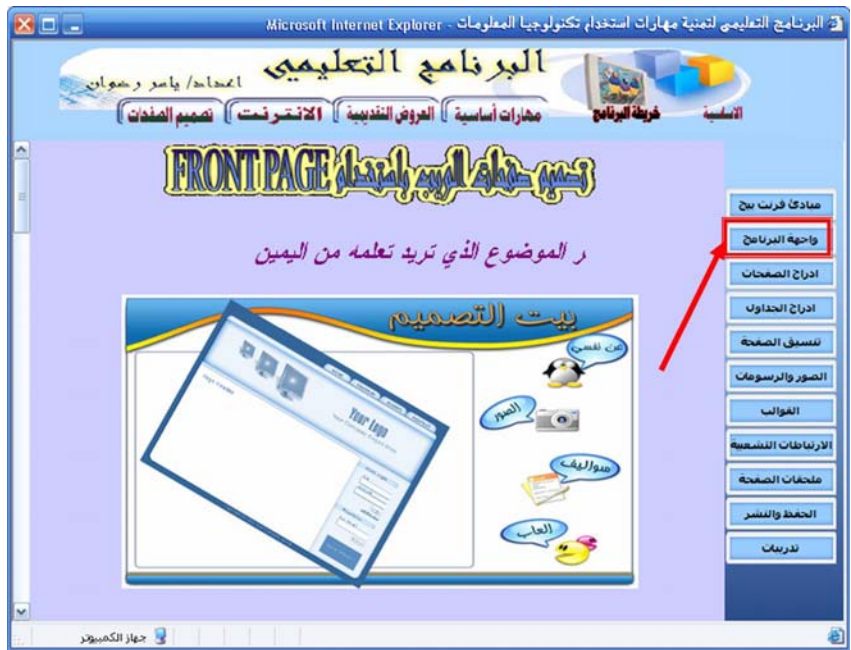 البرنامج التعليمي لتمنية مهارات استخدام تكنولوجيا المعلومات - Microsoft Internet Explorer
البرنامج التعليمي
اعداد/ ياسر رضوان
الاساسية
خريطة البرنامج
مهارات أساسية
العروض التقديمية
الانترنت
تصميم الصفحات
تصميم صفحات الويب باستخدام FRONT PAGE
ر الموضوع الذي تريد تعلمه من اليمين
مبادئ فرنت بيج
واجهة البرنامج
ادراج الصفحات
ادراج الجداول
تنسيق الصفحة
الصور والرسومات
القوالب
الارتباطات التشعبية
ملحقات الصفحة
الحفظ والنشر
تدريبات
بيت التصميم
عن نفسي
الصور
سواليف
العاب
Your Logo
جهاز الكمبيوتر